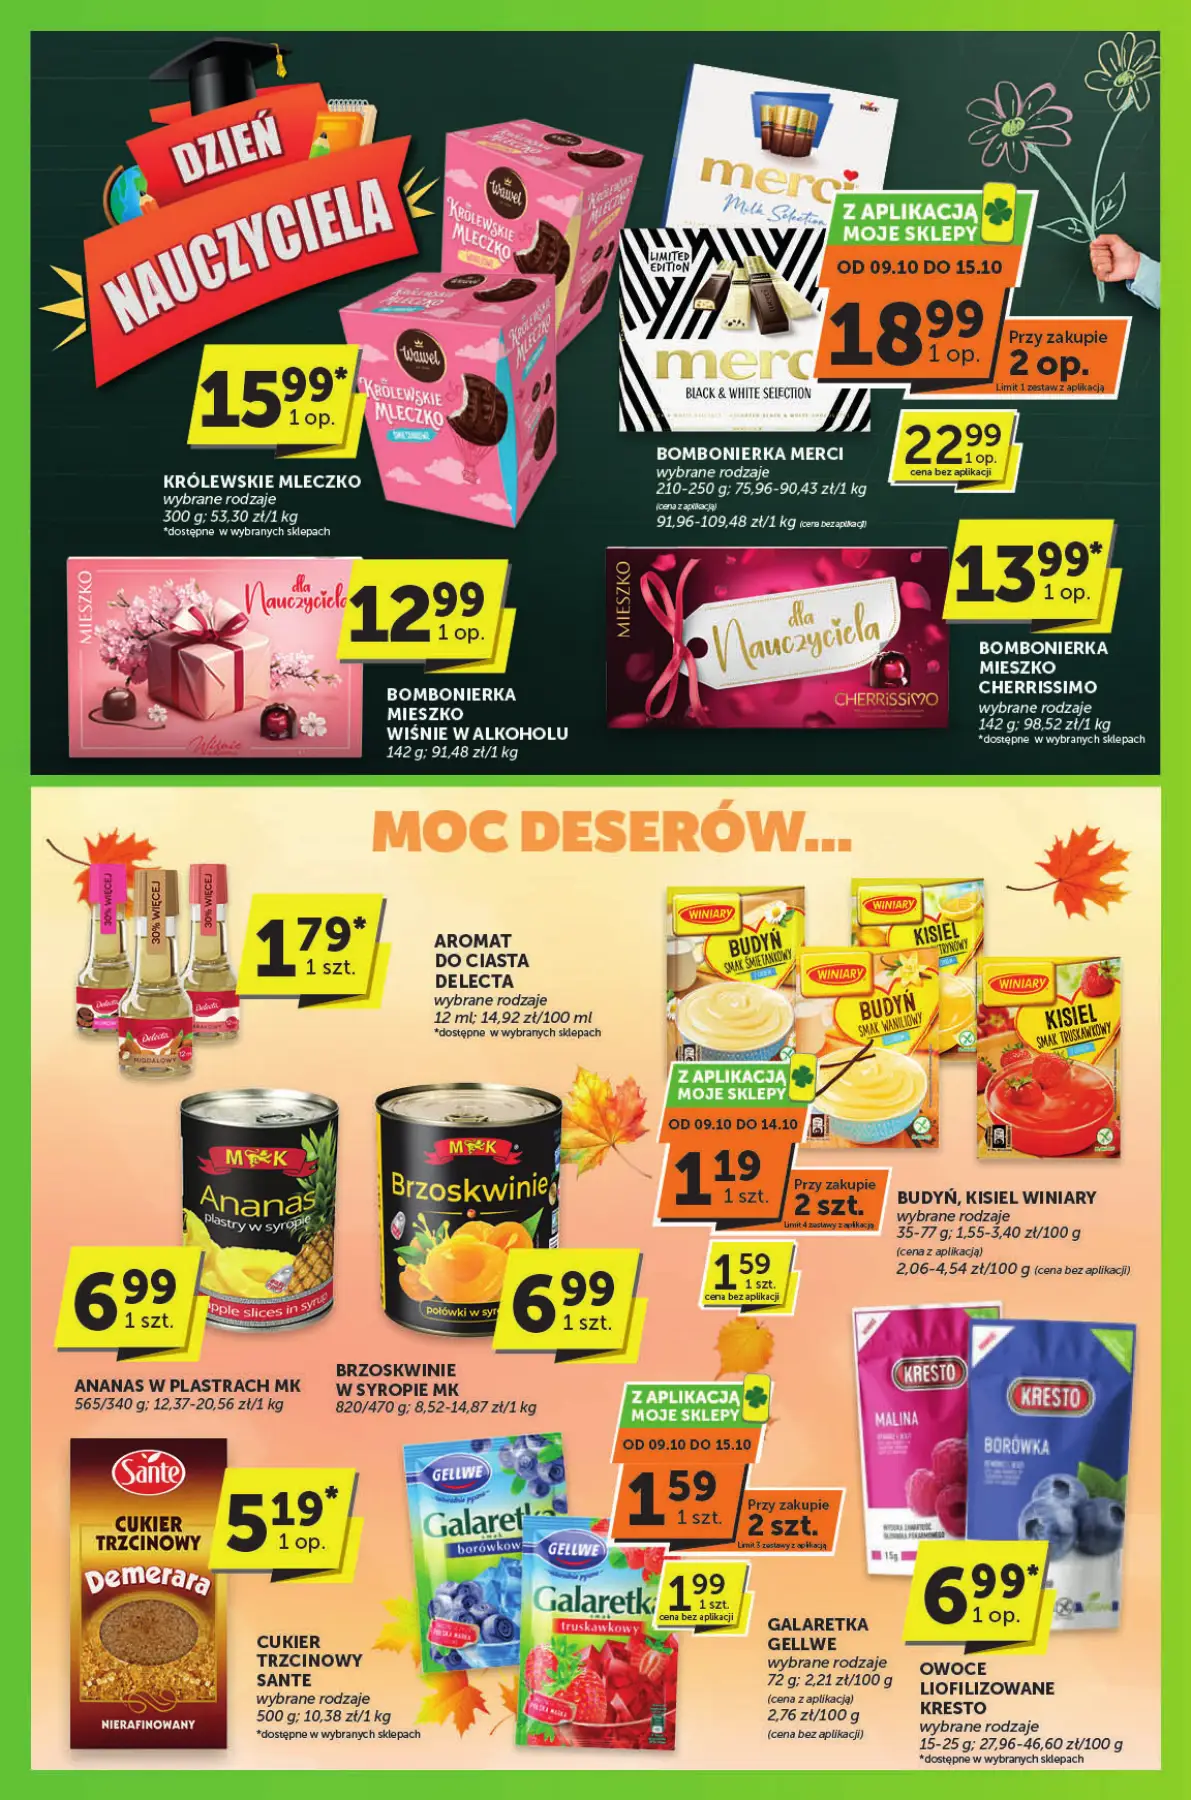 DZIEŃ
NAUCZYCIELA
Wawel
KRÓLEWSKIE
MLECZKO
Wawel
KRÓLEWSKIE
MLECZKO
ŚMIETANKOWE
15 99*
1 op.
KRÓLEWSKIE MLECZKO
wybrane rodzaje
300 g; 53,30 zł/1 kg
*dostępne w wybranych sklepach
merci
Milk Selection
LIMITED
EDITION
merci
BLACK & WHITE SELECTION
Z APLIKACJĄ
MOJE SKLEPY
OD 09.10 DO 15.10
18 99
1 op.
Przy zakupie
2 op.
Limit 1 zestaw z aplikacją
22 99
1 op.
cena bez aplikacji
BOMBONIERKA MERCI
wybrane rodzaje
210-250 g; 75,96-90,43 zł/1 kg
(cena z aplikacją)
91,96-109,48 zł/1 kg (cena bez aplikacji)
MIESZKO
dla
Nauczyciela
Wiśnie
12 99
1 op.
BOMBONIERKA
MIESZKO
WIŚNIE W ALKOHOLU
142 g; 91,48 zł/1 kg
MIESZKO
dla
Nauczyciela
CHERRISSIMO
13 99*
1 op.
BOMBONIERKA
MIESZKO
CHERRISSIMO
wybrane rodzaje
142 g; 98,52 zł/1 kg
*dostępne w wybranych sklepach
MOC DESERÓW...
30% WIĘCEJ
30% WIĘCEJ
30% WIĘCEJ
Delecta
Delecta
Delecta
MIGDAŁOWY
1 79*
1 szt.
AROMAT
DO CIASTA
DELECTA
wybrane rodzaje
12 ml; 14,92 zł/100 ml
*dostępne w wybranych sklepach
WINIARY
BUDYŃ
SMAK ŚMIETANKOWY
WINIARY
KISIEL
WINIARY
BUDYŃ
SMAK WANILIOWY
WINIARY
KISIEL
SMAK TRUSKAWKOWY
Z APLIKACJĄ
MOJE SKLEPY
OD 09.10 DO 14.10
1 19
1 szt.
Przy zakupie
2 szt.
Limit 4 zestawy z aplikacją
1 59
1 szt.
cena bez aplikacji
BUDYŃ, KISIEL WINIARY
wybrane rodzaje
35-77 g; 1,55-3,40 zł/100 g
(cena z aplikacją)
2,06-4,54 zł/100 g (cena bez aplikacji)
MK
Ananas
plastry w syropie
apple slices in syrup
6 99
1 szt.
ANANAS W PLASTRACH MK
565/340 g; 12,37-20,56 zł/1 kg
MK
Brzoskwinie
połówki w syr
6 99
1 szt.
BRZOSKWINIE
W SYROPIE MK
820/470 g; 8,52-14,87 zł/1 kg
Santé
CUKIER
TRZCINOWY
Demerara
NIERAFINOWANY
5 19*
1 op.
CUKIER
TRZCINOWY
SANTE
wybrane rodzaje
500 g; 10,38 zł/1 kg
*dostępne w wybranych sklepach
GELLWE
Galaretka
smak
borówkowy
GELLWE
Galaretka
smak
truskawkowy
Z APLIKACJĄ
MOJE SKLEPY
OD 09.10 DO 15.10
1 59
1 szt.
Przy zakupie
2 szt.
Limit 3 zestawy z aplikacją
1 99
1 szt.
cena bez aplikacji
GALARETKA
GELLWE
wybrane rodzaje
72 g; 2,21 zł/100 g
(cena z aplikacją)
2,76 zł/100 g
(cena bez aplikacji)
KRESTO
MALINA
15g
KRESTO
BORÓWKA
6 99*
1 op.
OWOCE
LIOFILIZOWANE
KRESTO
wybrane rodzaje
15-25 g; 27,96-46,60 zł/100 g
*dostępne w wybranych sklepach